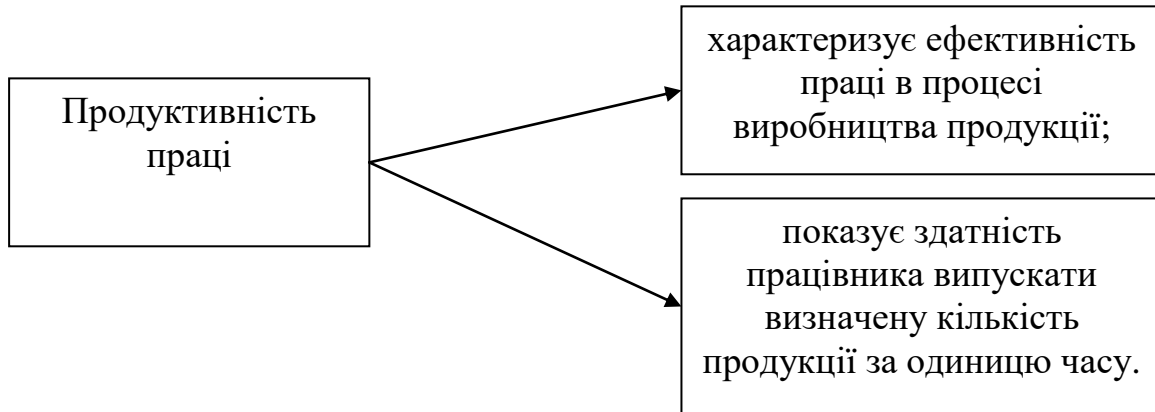 Продуктивність
праці
характеризує ефективність
праці в процесі
виробництва продукції;
показує здатність
працівника випускати
визначену кількість
продукції за одиницю часу.